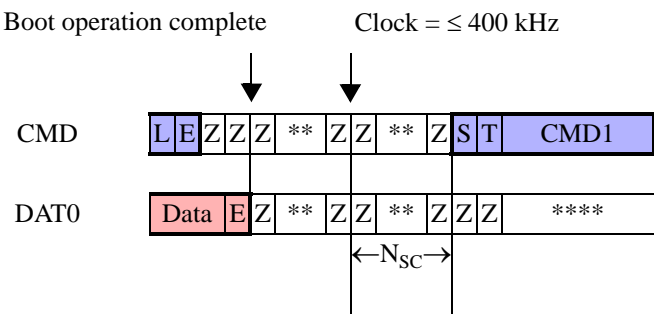 Boot operation complete Clock = ≤ 400 kHz
CMD L E Z Z Z ** Z Z ** Z S T CMD1
DAT0 Data E Z ** Z Z ** Z Z Z ****
←NSC→